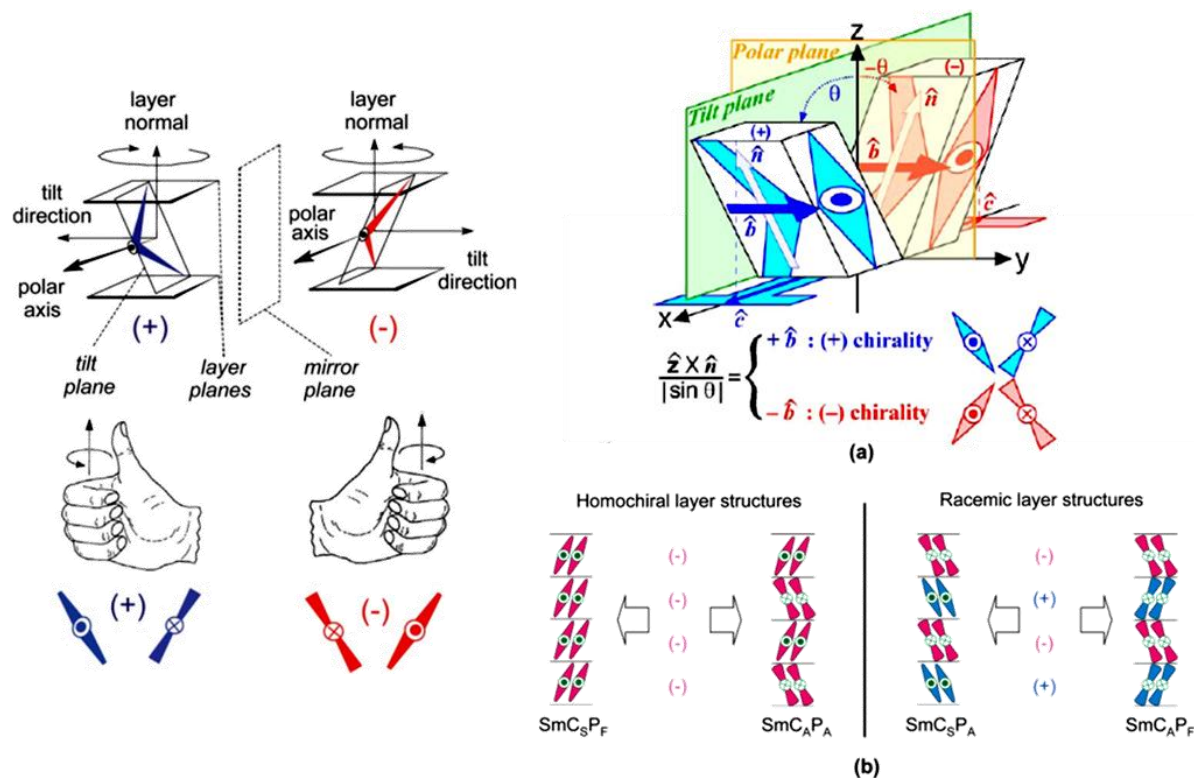 layer
normal
layer
normal
tilt
direction
polar
axis
polar
axis
tilt
direction
(+)
(-)
tilt
plane
layer
planes
mirror
plane
(+)
(-)
z
Polar plane
Tilt plane
θ
-θ
(-)
(+)
n̂
n̂
b̂
b̂
ĉ
ĉ
x
y
ẑ x n̂
|sin θ|
=
+ b̂ : (+) chirality
– b̂ : (–) chirality
(a)
Homochiral layer structures
Racemic layer structures
(-)
(-)
(-)
(-)
(-)
(+)
(-)
(+)
SmCSPF
SmCAPA
SmCSPA
SmCAPF
(b)